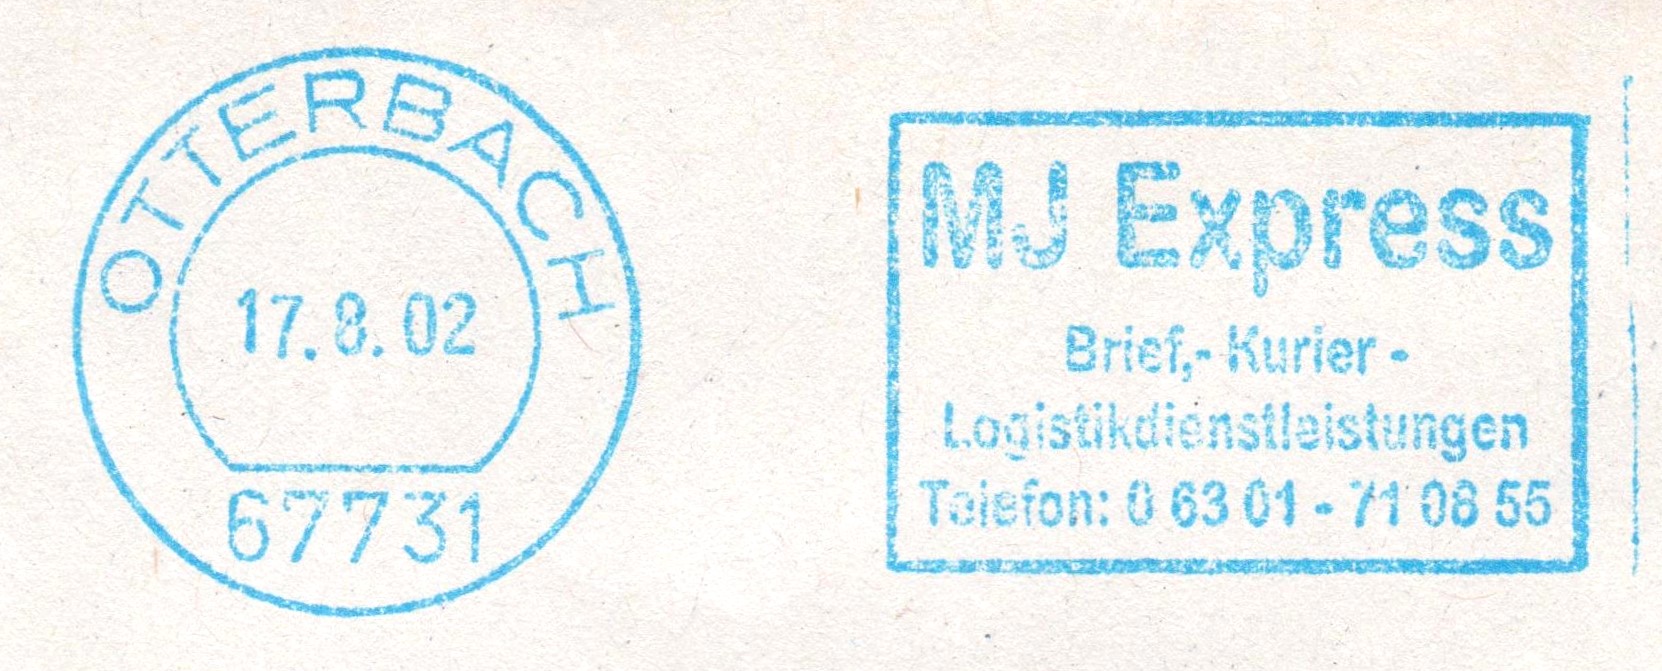 OTTERBACH
17.8.02
67731
MJ Express
Brief,- Kurier -
Logistikdienstleistungen
Telefon: 0 63 01 - 71 08 55